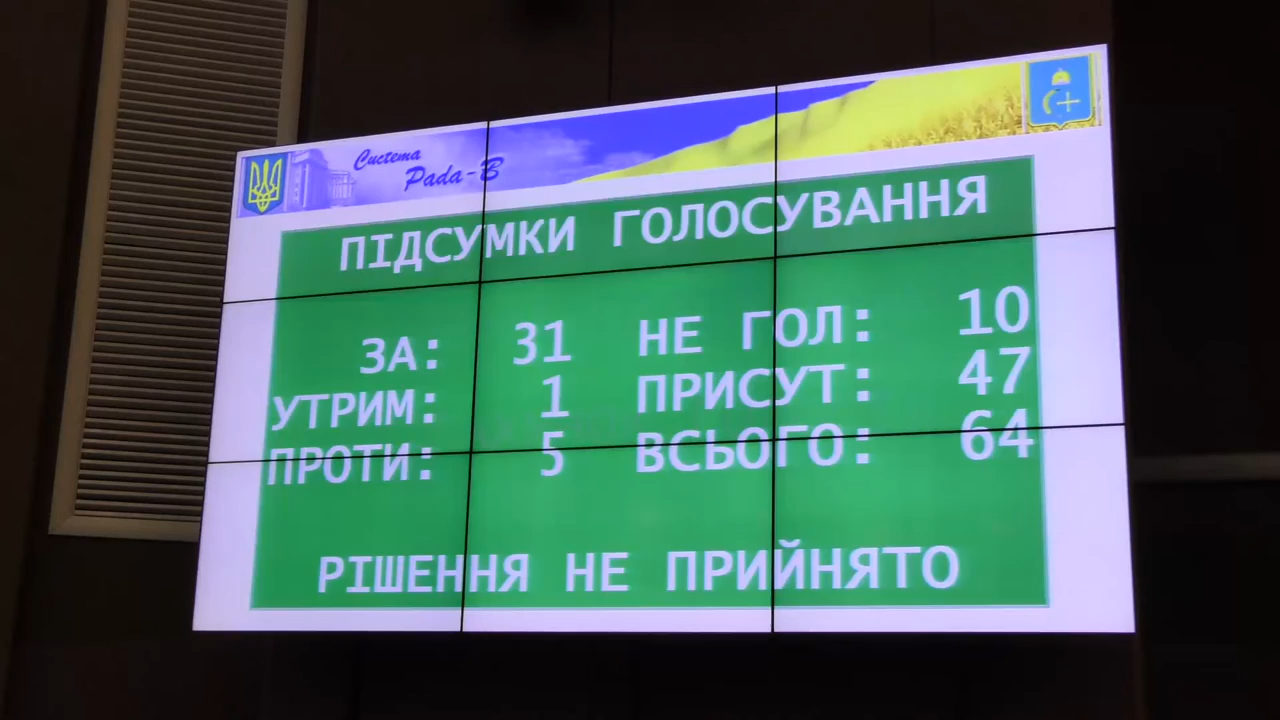 Система
Рада-В
ПІДСУМКИ ГОЛОСУВАННЯ
ЗА: 31 НЕ ГОЛ: 10
УТРИМ: 1 ПРИСУТ: 47
ПРОТИ: 5 ВСЬОГО: 64
РІШЕННЯ НЕ ПРИЙНЯТО